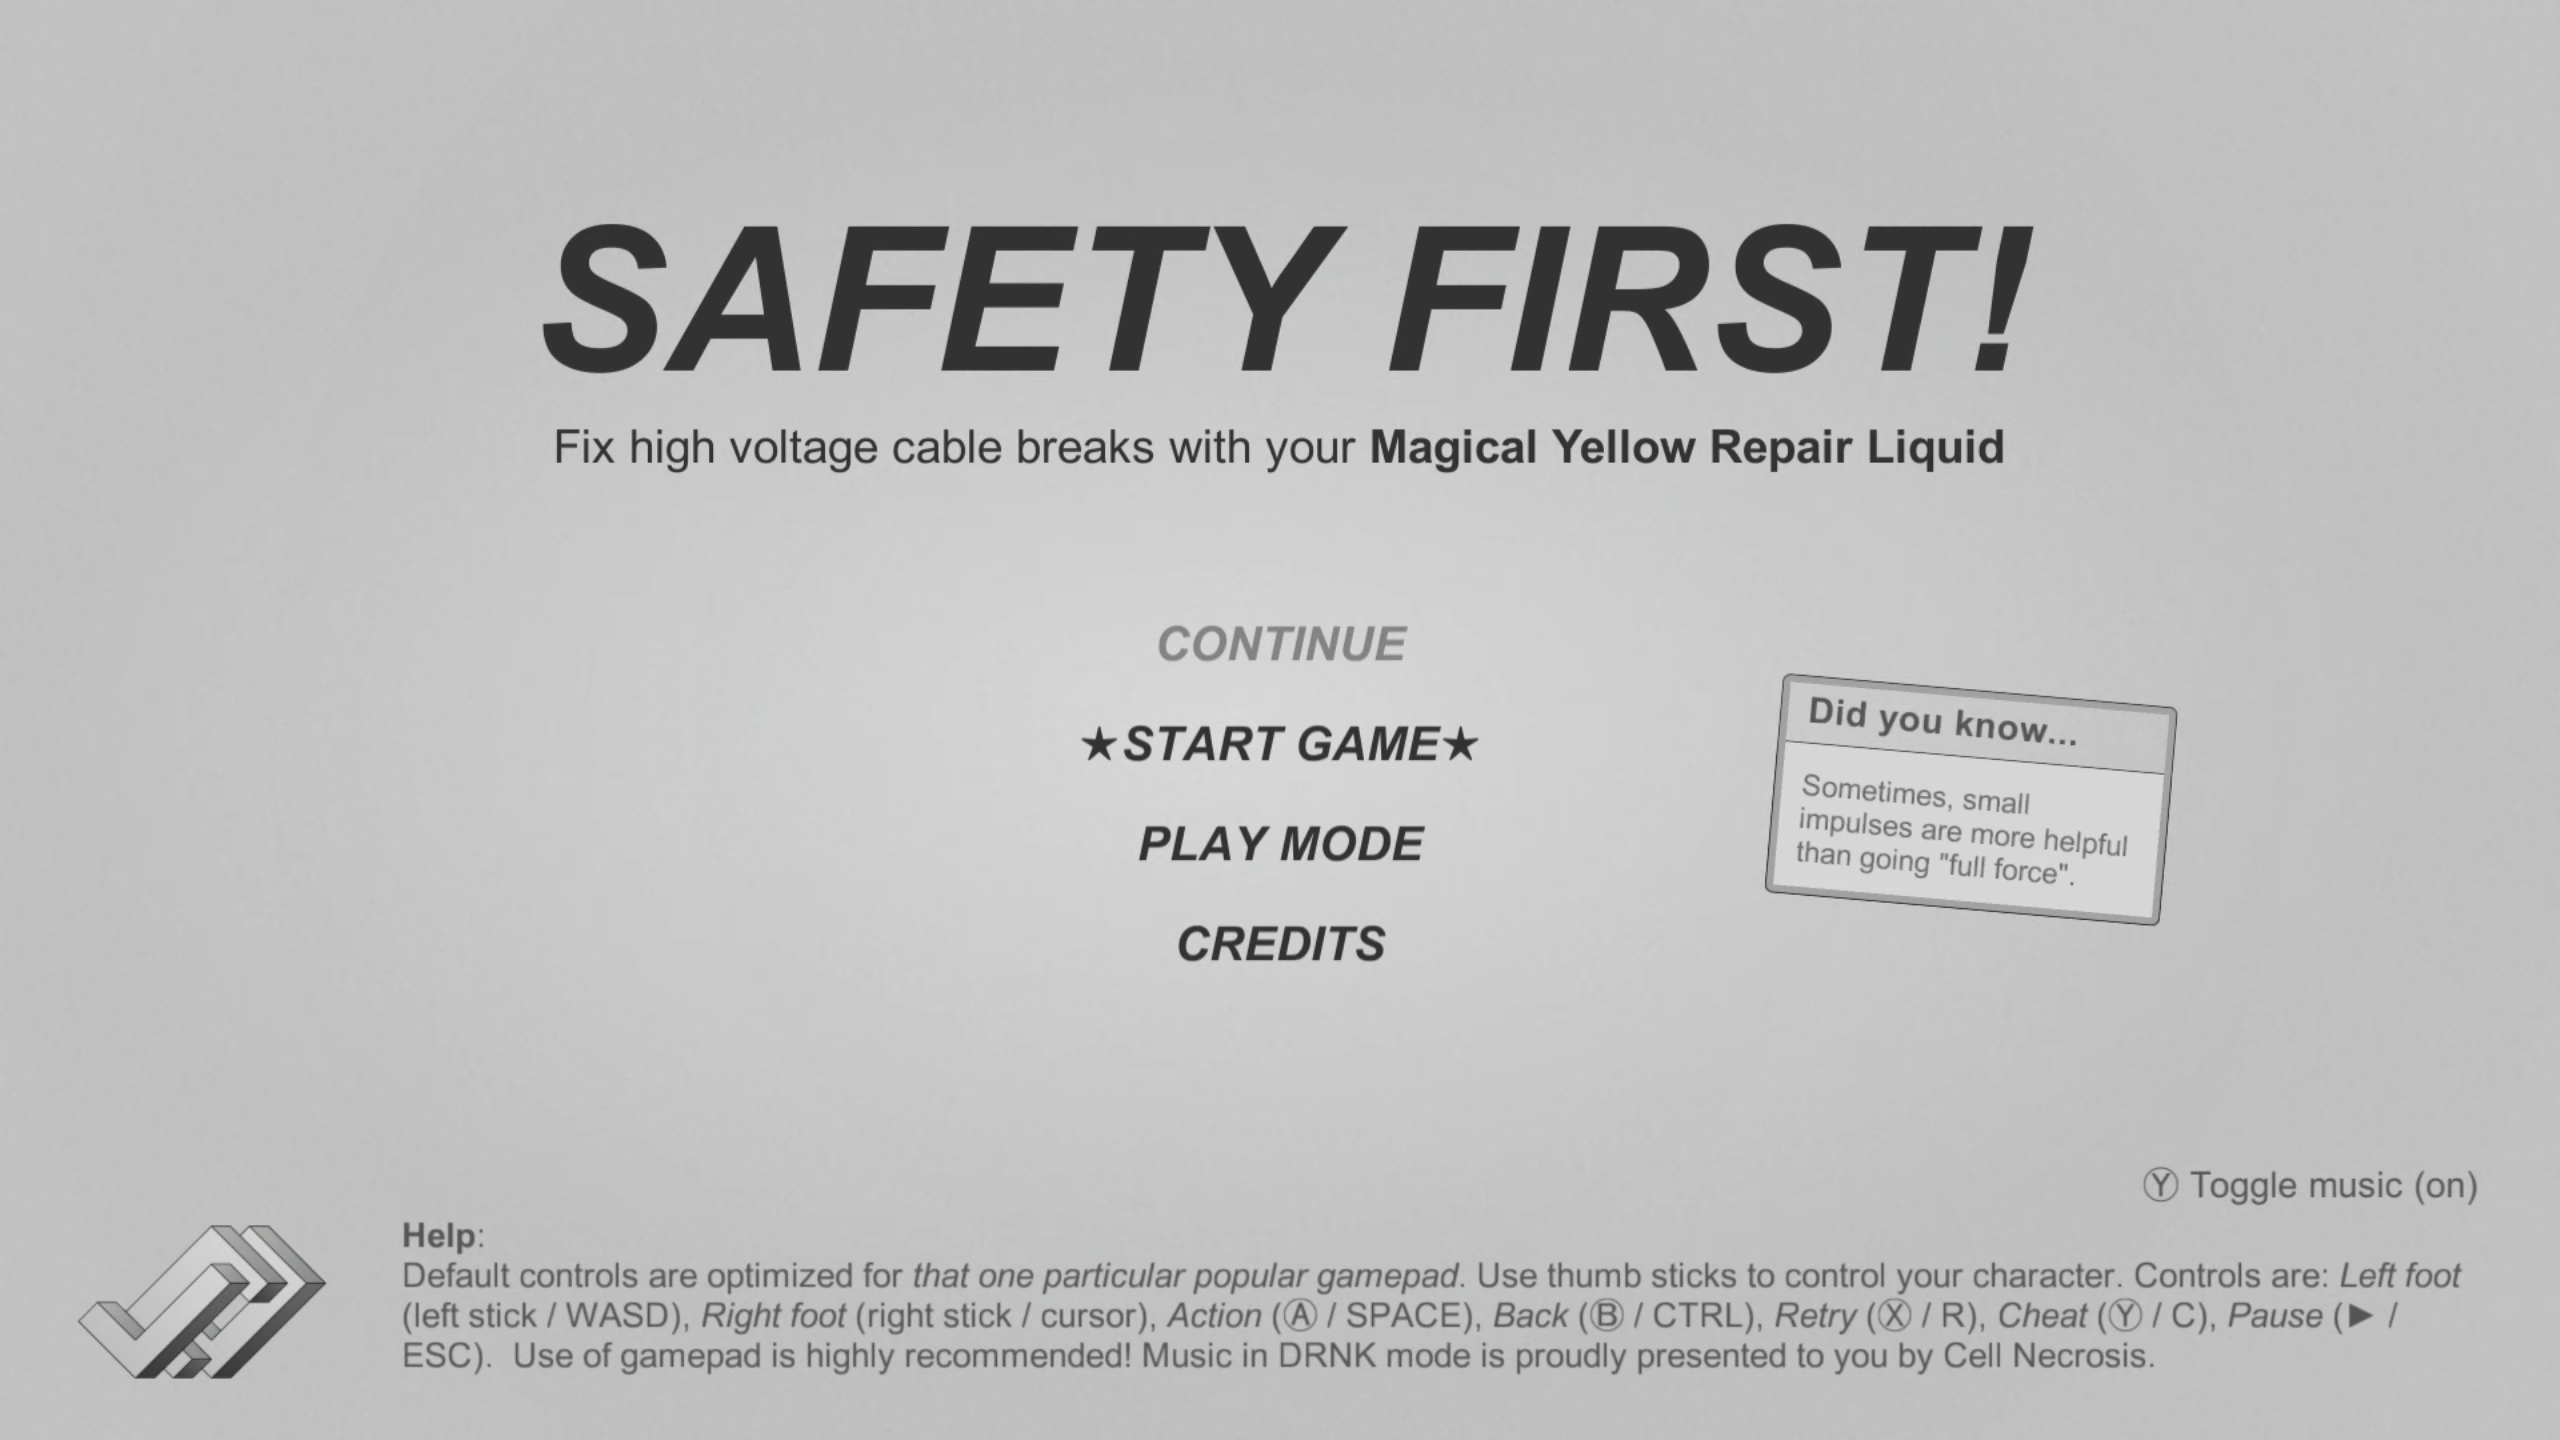 SAFETY FIRST!
Fix high voltage cable breaks with your Magical Yellow Repair Liquid
CONTINUE
★START GAME★
PLAY MODE
CREDITS
Did you know...
Sometimes, small
impulses are more helpful
than going "full force".
Ⓨ Toggle music (on)
Help:
Default controls are optimized for that one particular popular gamepad. Use thumb sticks to control your character. Controls are: Left foot
(left stick / WASD), Right foot (right stick / cursor), Action (Ⓐ / SPACE), Back (Ⓑ / CTRL), Retry (Ⓧ / R), Cheat (Ⓨ / C), Pause (► /
ESC).  Use of gamepad is highly recommended! Music in DRNK mode is proudly presented to you by Cell Necrosis.